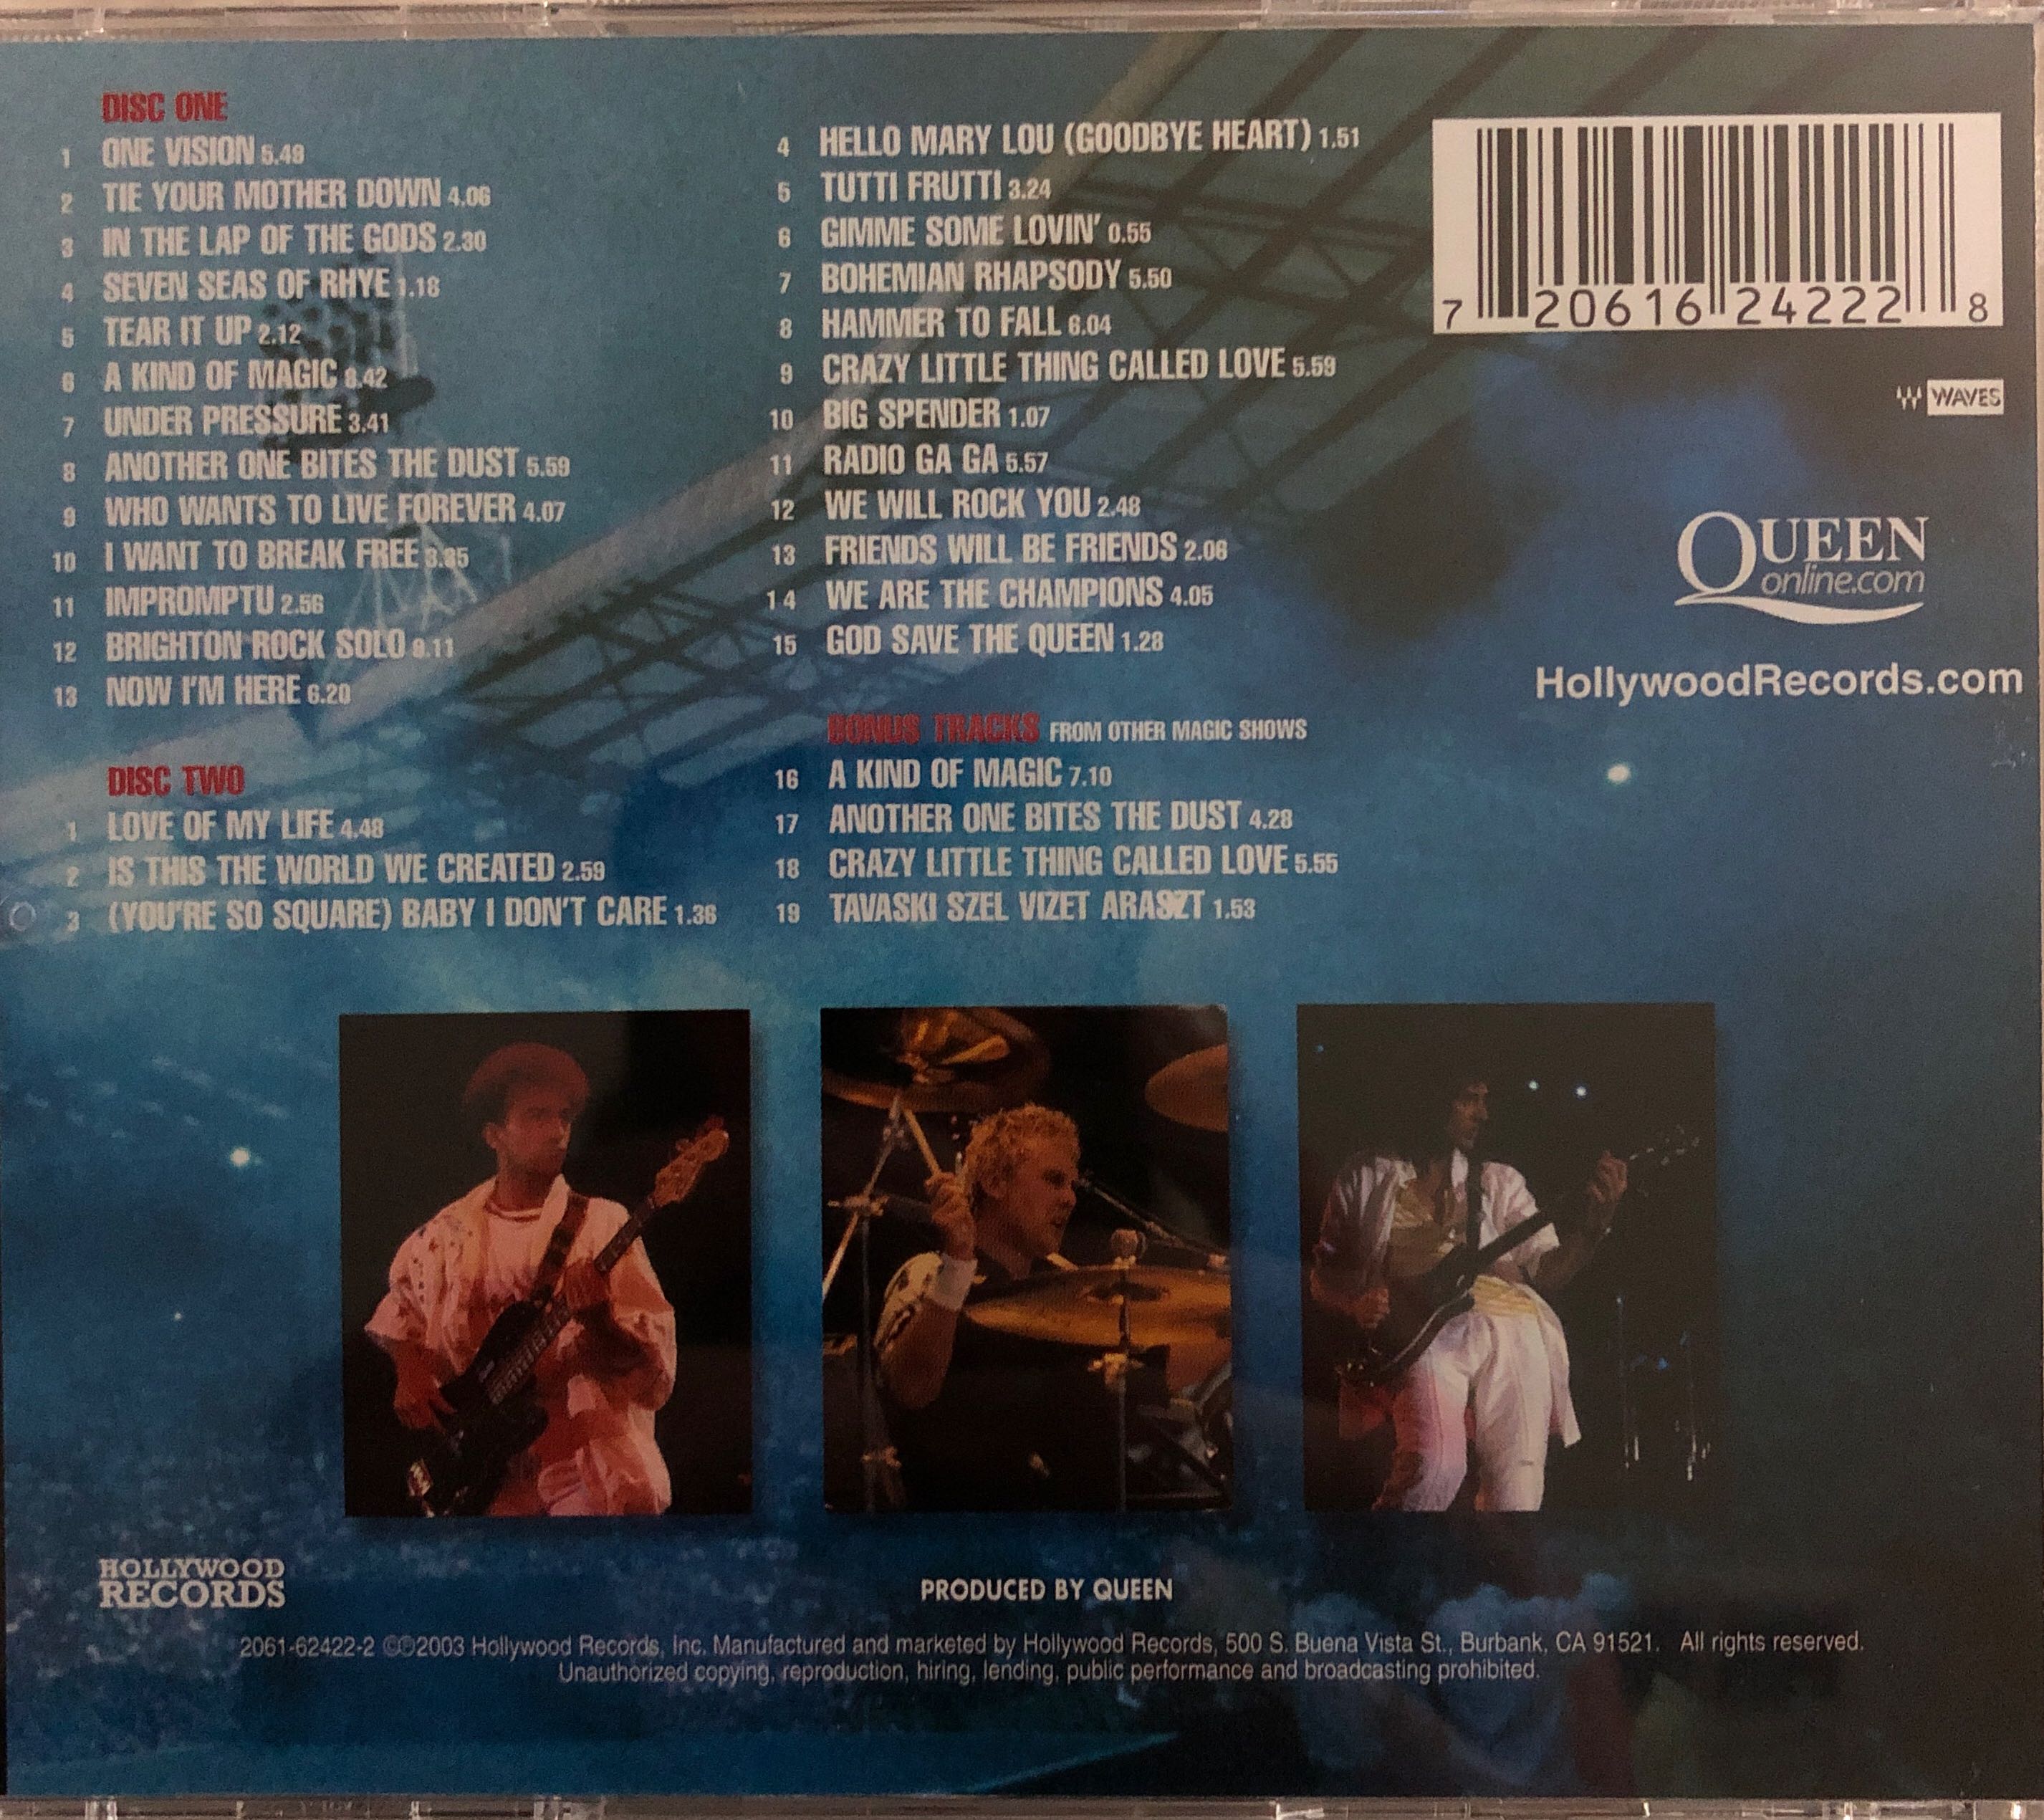 DISC ONE
1 ONE VISION 5.49
2 TIE YOUR MOTHER DOWN 4.06
3 IN THE LAP OF THE GODS 2.30
4 SEVEN SEAS OF RHYE 1.18
5 TEAR IT UP 2.12
6 A KIND OF MAGIC 8.42
7 UNDER PRESSURE 3.41
8 ANOTHER ONE BITES THE DUST 5.59
9 WHO WANTS TO LIVE FOREVER 4.07
10 I WANT TO BREAK FREE 3.35
11 IMPROMPTU 2.56
12 BRIGHTON ROCK SOLO 9.11
13 NOW I'M HERE 6.20
DISC TWO
1 LOVE OF MY LIFE 4.48
2 IS THIS THE WORLD WE CREATED 2.59
3 (YOU'RE SO SQUARE) BABY I DON'T CARE 1.36
4 HELLO MARY LOU (GOODBYE HEART) 1.51
5 TUTTI FRUTTI 3.24
6 GIMME SOME LOVIN' 0.55
7 BOHEMIAN RHAPSODY 5.50
8 HAMMER TO FALL 6.04
9 CRAZY LITTLE THING CALLED LOVE 5.59
10 BIG SPENDER 1.07
11 RADIO GA GA 5.57
12 WE WILL ROCK YOU 2.48
13 FRIENDS WILL BE FRIENDS 2.08
14 WE ARE THE CHAMPIONS 4.05
15 GOD SAVE THE QUEEN 1.28
BONUS TRACKS FROM OTHER MAGIC SHOWS
16 A KIND OF MAGIC 7.10
17 ANOTHER ONE BITES THE DUST 4.28
18 CRAZY LITTLE THING CALLED LOVE 5.55
19 TAVASKI SZEL VIZET ARASZT 1.53
7 20616 24222 8
WAVES
QUEEN
online.com
HollywoodRecords.com
HOLLYWOOD
RECORDS
PRODUCED BY QUEEN
2061-62422-2 ©℗2003 Hollywood Records, Inc. Manufactured and marketed by Hollywood Records, 500 S. Buena Vista St., Burbank, CA 91521. All rights reserved.
Unauthorized copying, reproduction, hiring, lending, public performance and broadcasting prohibited.